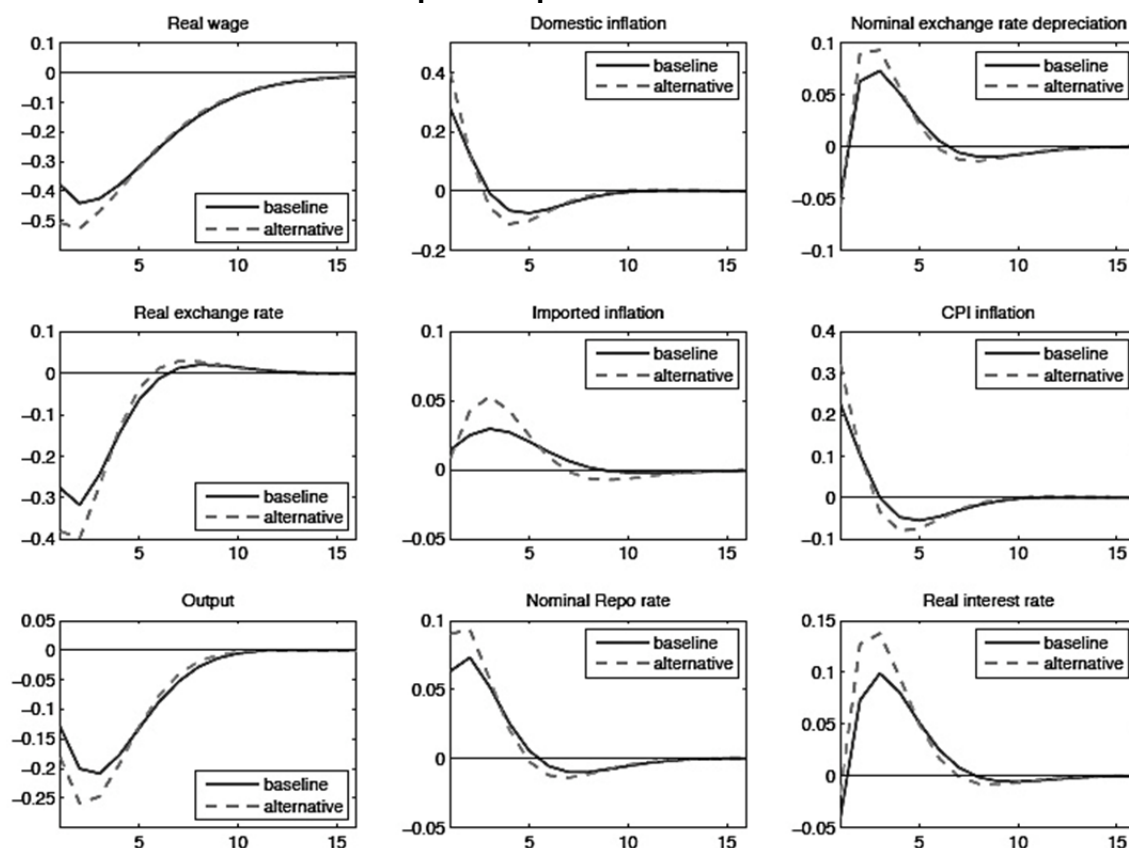 Real wage
0.1
0
−0.1
−0.2
−0.3
−0.4
−0.5
baseline
alternative
5
10
15
Domestic inflation
0.4
0.2
0
−0.2
baseline
alternative
5
10
15
Nominal exchange rate depreciation
0.1
0.05
0
−0.05
−0.1
baseline
alternative
5
10
15
Real exchange rate
0.1
0
−0.1
−0.2
−0.3
−0.4
baseline
alternative
5
10
15
Imported inflation
0.1
0.05
0
−0.05
baseline
alternative
5
10
15
CPI inflation
0.4
0.3
0.2
0.1
0
−0.1
baseline
alternative
5
10
15
Output
0.05
0
−0.05
−0.1
−0.15
−0.2
−0.25
baseline
alternative
5
10
15
Nominal Repo rate
0.1
0.05
0
−0.05
baseline
alternative
5
10
15
Real interest rate
0.15
0.1
0.05
0
−0.05
baseline
alternative
5
10
15